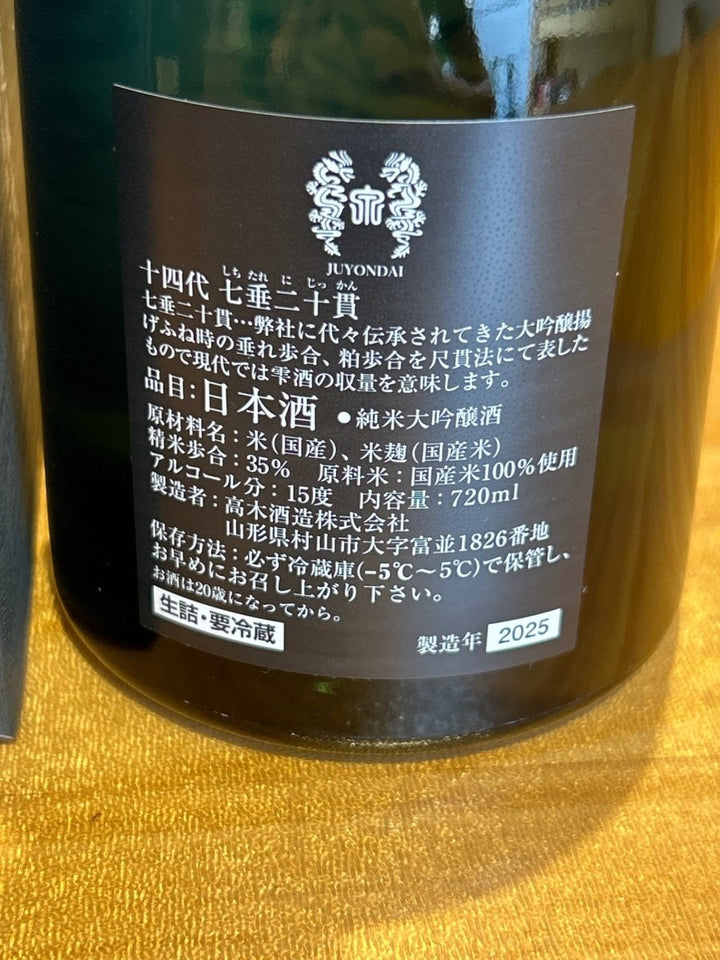 JUYONDAI
十四代 七垂二十貫
しち たれ に じっ かん
七垂二十貫…弊社に代々伝承されてきた大吟醸揚
げふね時の垂れ歩合、粕歩合を尺貫法にて表した
もので現代では雫酒の収量を意味します。
品目：日本酒 ●純米大吟醸酒
原材料名：米（国産）、米麹（国産米）
精米歩合：35% 原料米：国産米100%使用
アルコール分：15度 内容量：720ml
製造者：高木酒造株式会社
山形県村山市大字富並1826番地
保存方法：必ず冷蔵庫（−5℃〜5℃）で保管し、
お早めにお召し上がり下さい。
お酒は20歳になってから。
生詰・要冷蔵
製造年 2025